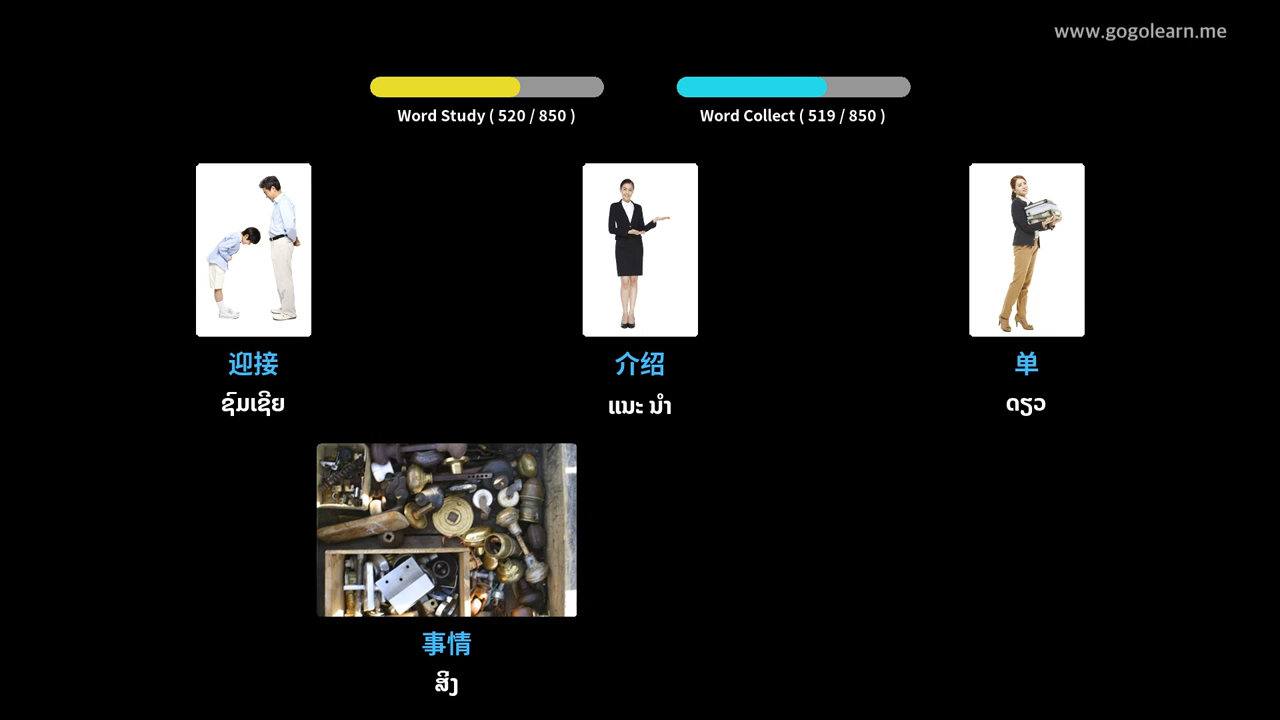 www.gogolearn.me
Word Study ( 520 / 850 )
Word Collect ( 519 / 850 )
迎接
ຊົມເຊີຍ
介绍
ແນະ ນໍາ
单
ດຽວ
事情
ສິ່ງ